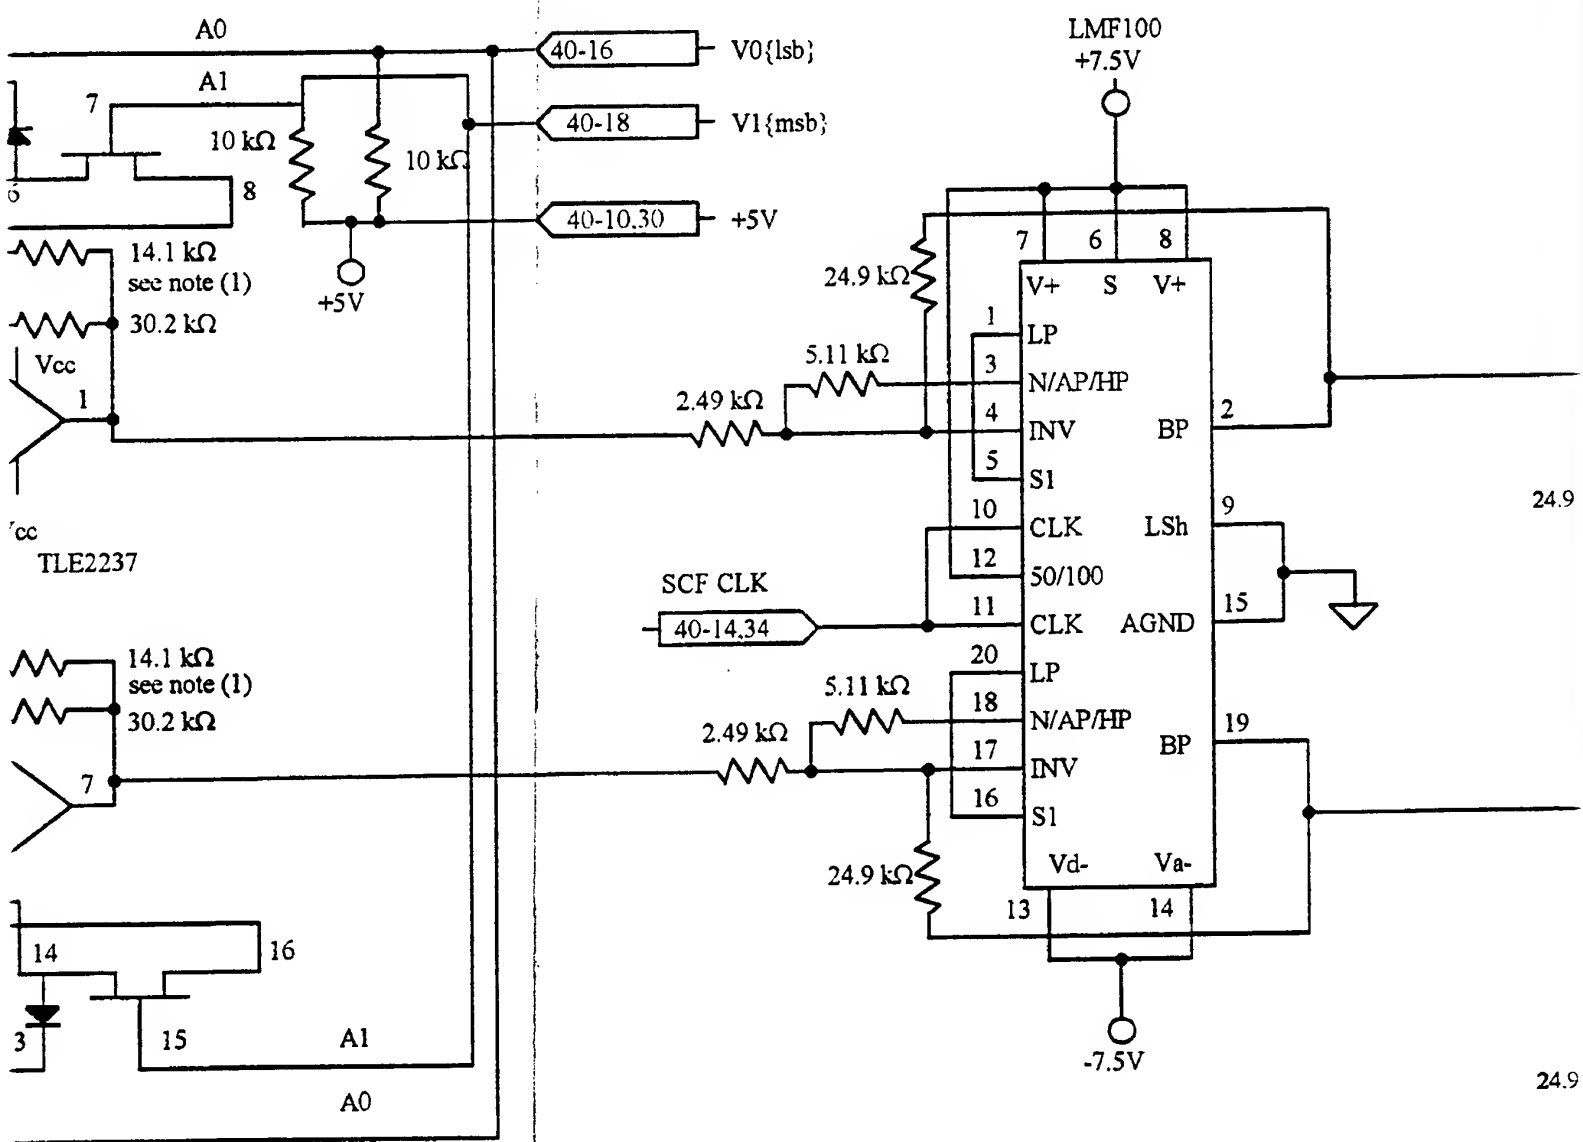 A0
40-16
V0{lsb}
LMF100
+7.5V
A1
7
40-18
V1{msb}
10 kΩ
10 kΩ
6
8
40-10,30
+5V
14.1 kΩ
see note (1)
+5V
30.2 kΩ
24.9 kΩ
7
6
8
V+
S
V+
1
LP
Vcc
5.11 kΩ
3
N/AP/HP
1
2.49 kΩ
4
INV
BP
2
5
S1
24.9
10
CLK
LSh
9
cc
TLE2237
12
50/100
SCF CLK
40-14,34
11
CLK
AGND
15
14.1 kΩ
see note (1)
30.2 kΩ
20
LP
5.11 kΩ
18
N/AP/HP
2.49 kΩ
17
INV
BP
19
7
16
S1
24.9 kΩ
Vd-
Va-
13
14
14
16
3
15
A1
-7.5V
24.9
A0